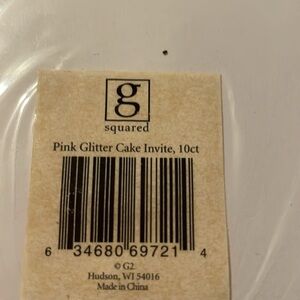 g
squared
Pink Glitter Cake Invite, 10ct
6 34680 69721 4
© G2
Hudson, WI 54016
Made in China